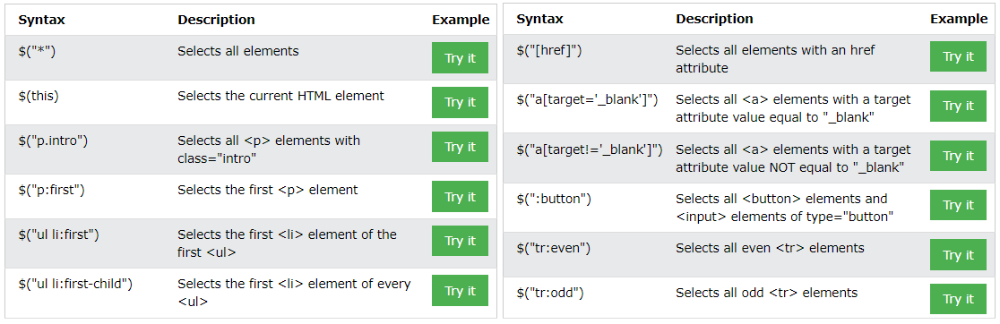 Syntax Description Example
$("*") Selects all elements Try it
$(this) Selects the current HTML element Try it
$("p.intro") Selects all <p> elements with
class="intro" Try it
$("p:first") Selects the first <p> element Try it
$("ul li:first") Selects the first <li> element of the
first <ul> Try it
$("ul li:first-child") Selects the first <li> element of every
<ul> Try it
Syntax Description Example
$("[href]") Selects all elements with an href
attribute Try it
$("a[target='_blank']") Selects all <a> elements with a target
attribute value equal to "_blank" Try it
$("a[target!='_blank']") Selects all <a> elements with a target
attribute value NOT equal to "_blank" Try it
$(":button") Selects all <button> elements and
<input> elements of type="button" Try it
$("tr:even") Selects all even <tr> elements Try it
$("tr:odd") Selects all odd <tr> elements Try it